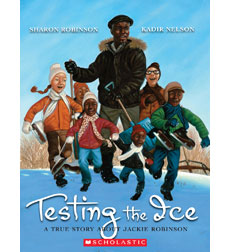 SHARON ROBINSON KADIR NELSON
Testing the Ice
A TRUE STORY ABOUT JACKIE ROBINSON
SCHOLASTIC